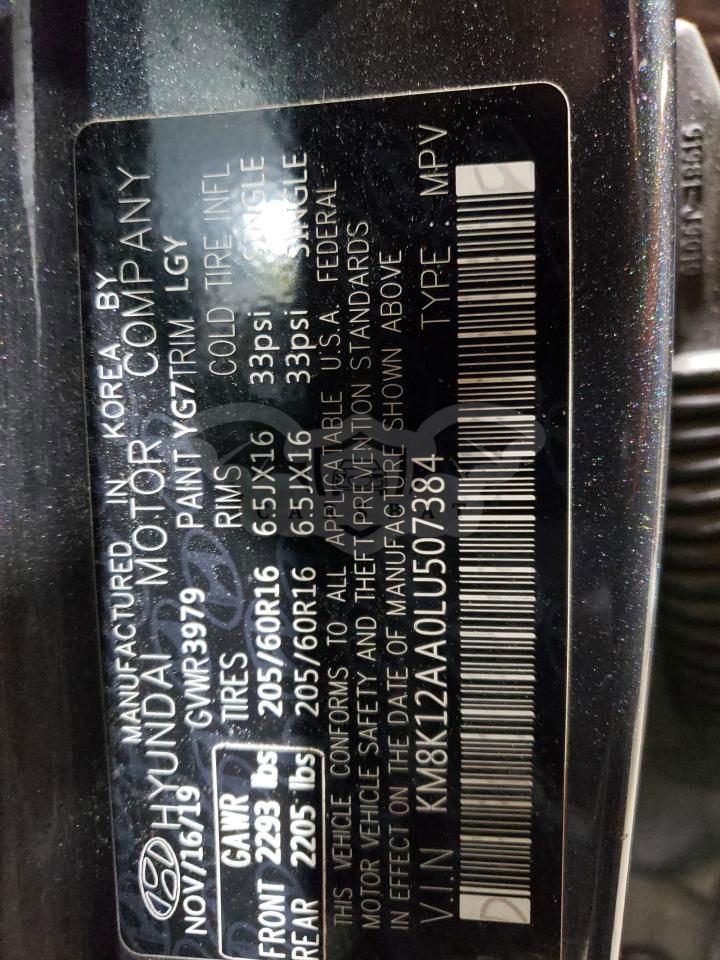 MANUFACTURED IN KOREA BY
HYUNDAI MOTOR COMPANY
NOV/16/19 GVWR3979 PAINT YG7 TRIM LGY
GAWR TIRES RIMS COLD TIRE INFL
FRONT 2293 lbs 205/60R16 6.5JX16 33psi SINGLE
REAR 2205 lbs 205/60R16 6.5JX16 33psi SINGLE
THIS VEHICLE CONFORMS TO ALL APPLICATABLE U.S.A. FEDERAL
MOTOR VEHICLE SAFETY AND THEFT PREVENTION STANDARDS
IN EFFECT ON THE DATE OF MANUFACTURE SHOWN ABOVE
V.I.N KM8K12AA0LU507384 TYPE : MPV